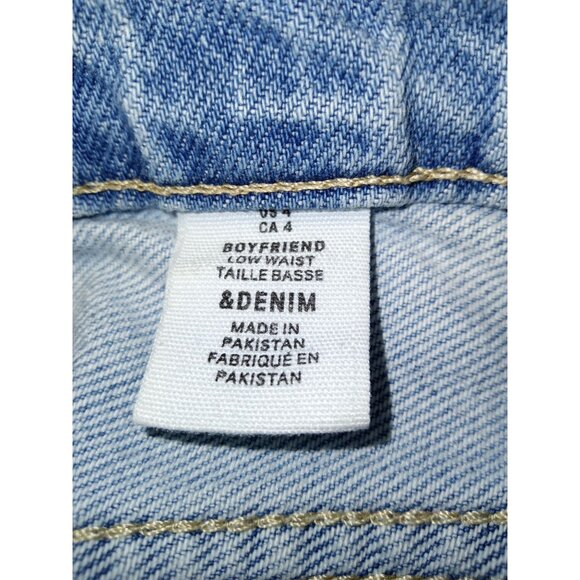 US 4
CA 4
BOYFRIEND
LOW WAIST
TAILLE BASSE
&DENIM
MADE IN
PAKISTAN
FABRIQUÉ EN
PAKISTAN